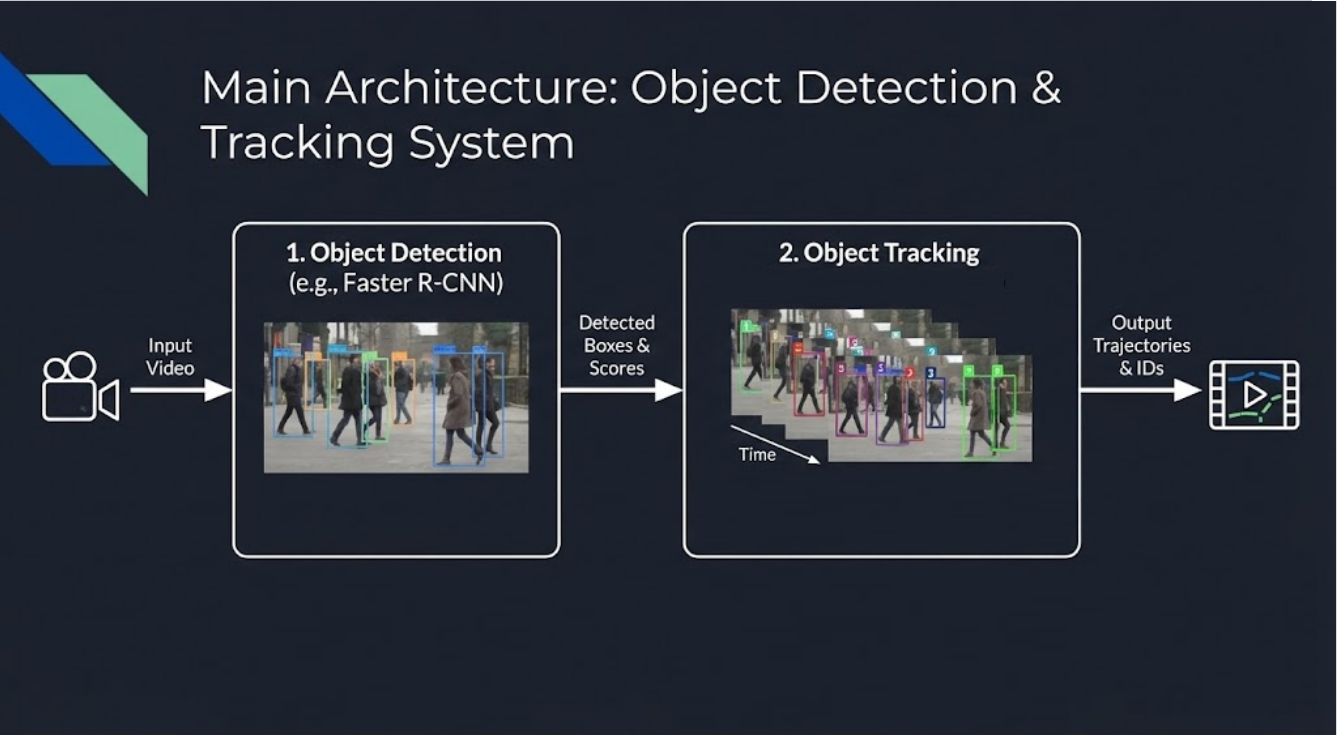 Main Architecture: Object Detection &
Tracking System
1. Object Detection
(e.g., Faster R-CNN)
2. Object Tracking
Input
Video
Detected
Boxes &
Scores
Time
Output
Trajectories
& IDs